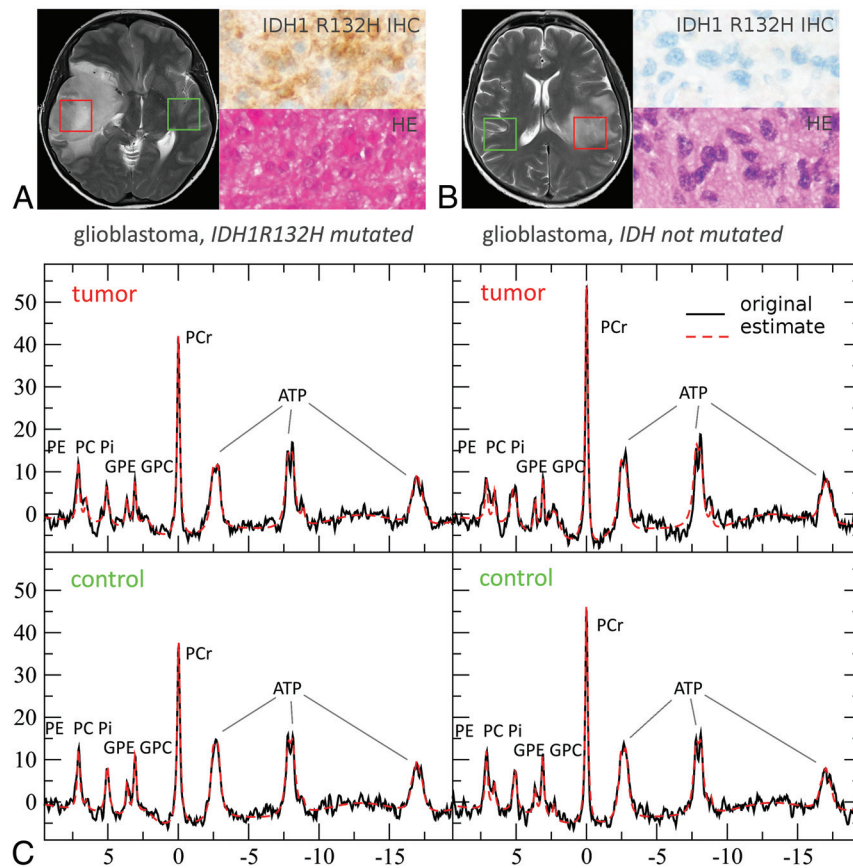 IDH1 R132H IHC
HE
A
IDH1 R132H IHC
HE
B
glioblastoma, IDH1R132H mutated
glioblastoma, IDH not mutated
tumor
50
40
30
20
10
0
PCr
ATP
PE PC Pi
GPE GPC
tumor
original
estimate
PCr
ATP
PE PC Pi
GPE GPC
control
50
40
30
20
10
0
PCr
ATP
PE PC Pi
GPE GPC
5 0 -5 -10 -15
control
PCr
ATP
PE PC Pi
GPE GPC
5 0 -5 -10 -15
C